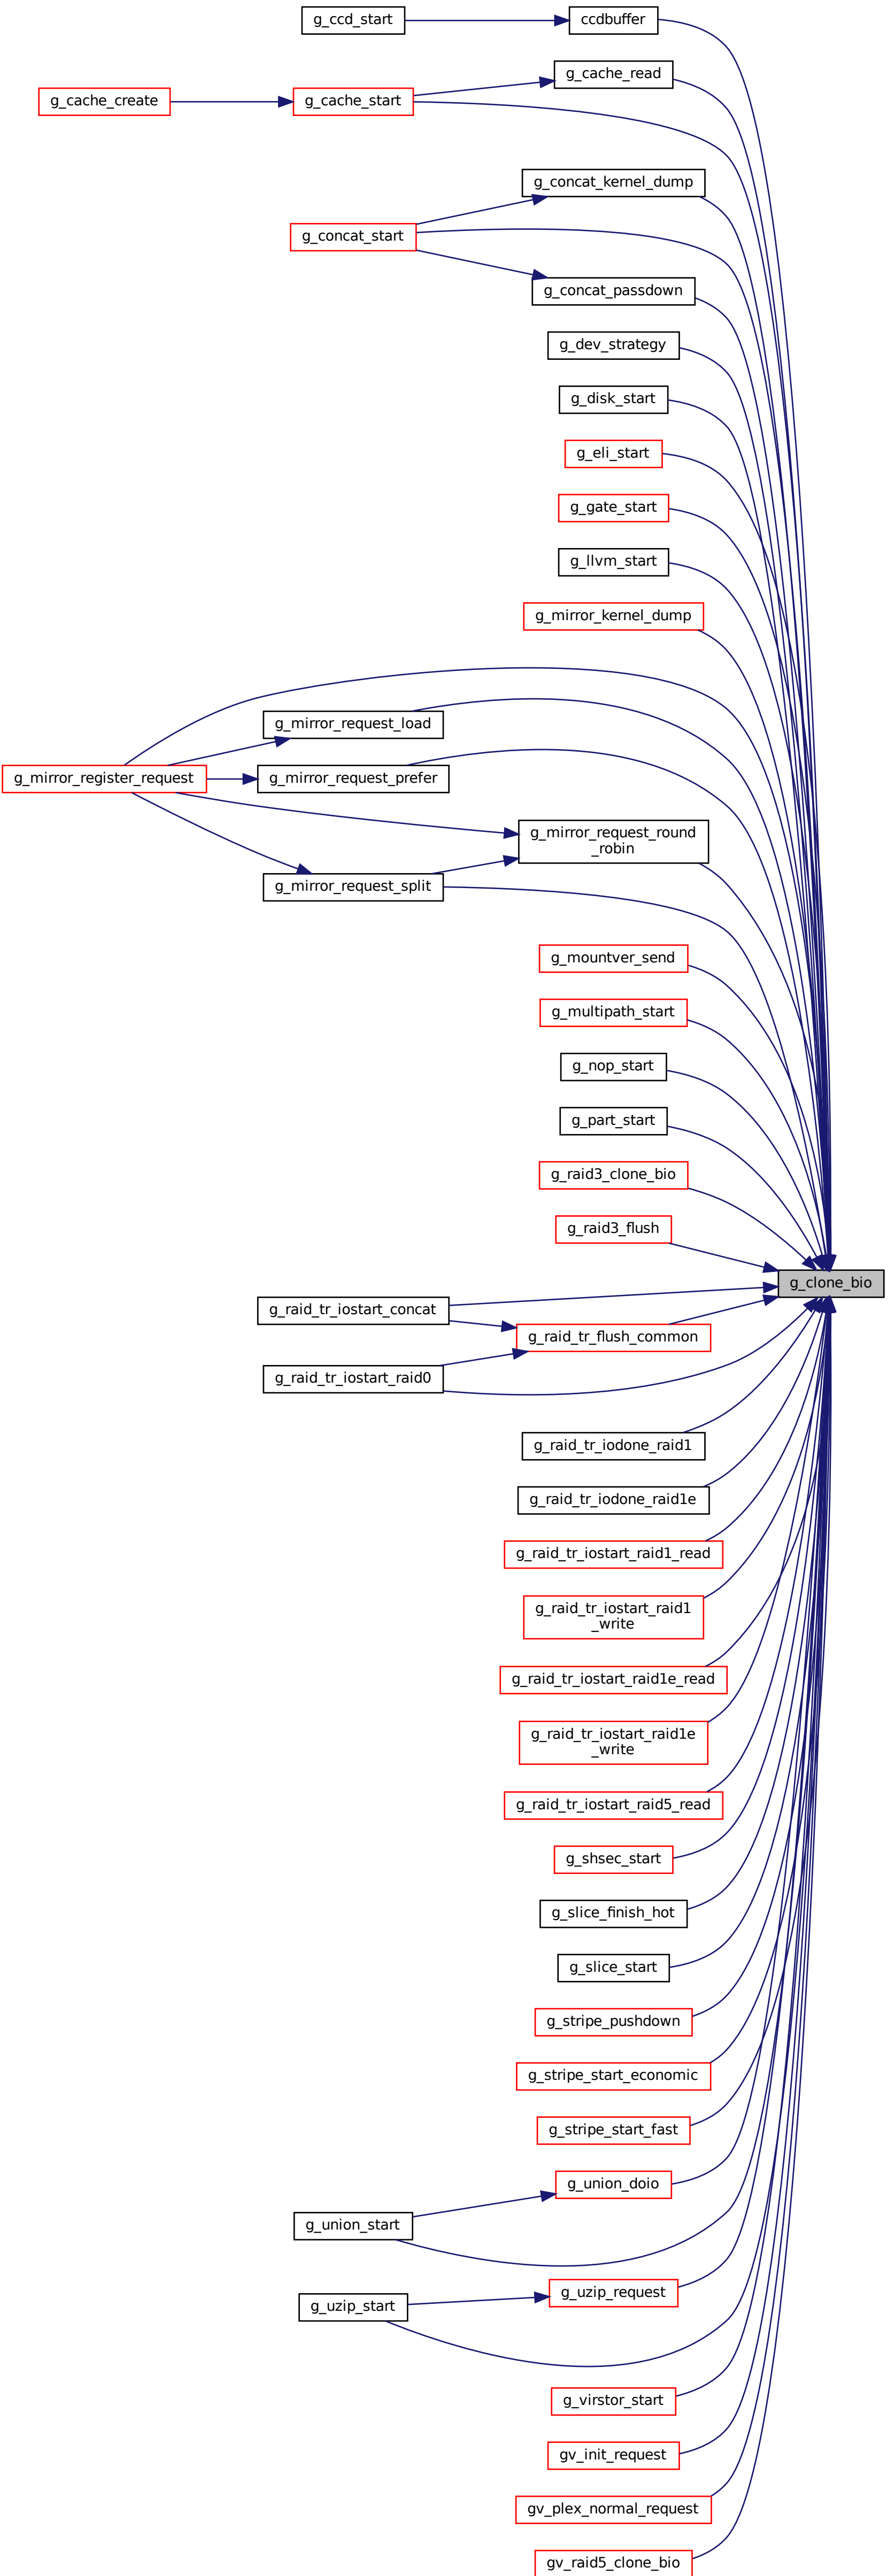 g_ccd_start
ccdbuffer
g_cache_read
g_cache_create
g_cache_start
g_concat_kernel_dump
g_concat_start
g_concat_passdown
g_dev_strategy
g_disk_start
g_eli_start
g_gate_start
g_llvm_start
g_mirror_kernel_dump
g_mirror_request_load
g_mirror_register_request
g_mirror_request_prefer
g_mirror_request_round
_robin
g_mirror_request_split
g_mountver_send
g_multipath_start
g_nop_start
g_part_start
g_raid3_clone_bio
g_raid3_flush
g_clone_bio
g_raid_tr_iostart_concat
g_raid_tr_flush_common
g_raid_tr_iostart_raid0
g_raid_tr_iodone_raid1
g_raid_tr_iodone_raid1e
g_raid_tr_iostart_raid1_read
g_raid_tr_iostart_raid1
_write
g_raid_tr_iostart_raid1e_read
g_raid_tr_iostart_raid1e
_write
g_raid_tr_iostart_raid5_read
g_shsec_start
g_slice_finish_hot
g_slice_start
g_stripe_pushdown
g_stripe_start_economic
g_stripe_start_fast
g_union_doio
g_union_start
g_uzip_request
g_uzip_start
g_virstor_start
gv_init_request
gv_plex_normal_request
gv_raid5_clone_bio